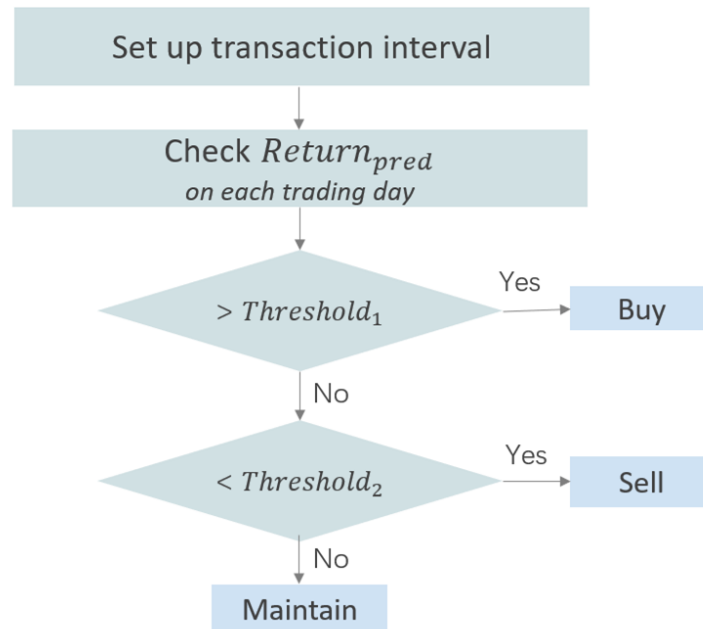 Set up transaction interval
Check Return_pred
on each trading day
> Threshold_1
Yes
Buy
No
< Threshold_2
Yes
Sell
No
Maintain